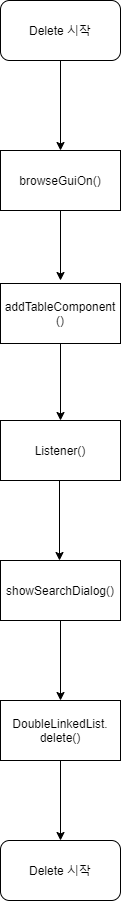 Delete 시작
browseGuiOn()
addTableComponent
()
Listener()
showSearchDialog()
DoubleLinkedList.
delete()
Delete 시작